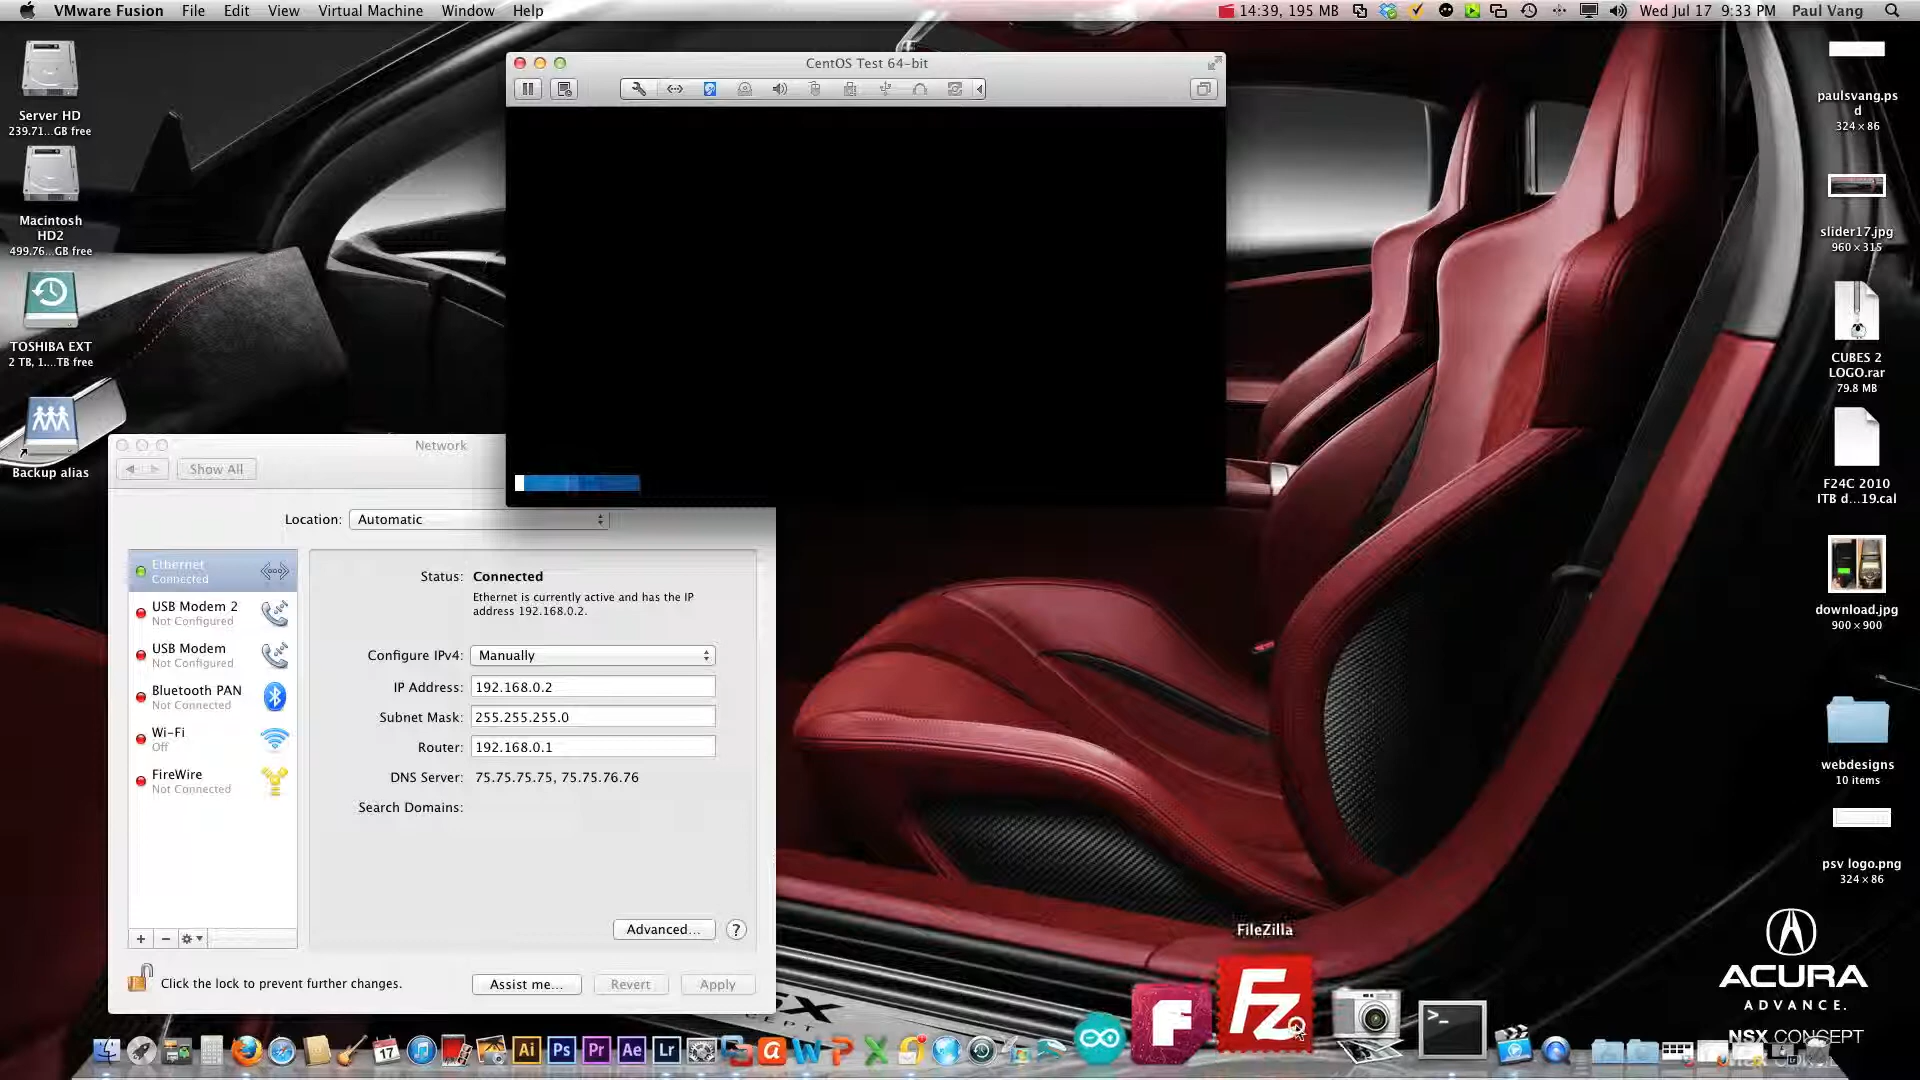 VMware Fusion File Edit View Virtual Machine Window Help
14:39, 195 MB
Wed Jul 17 9:33 PM Paul Vang
Server HD
239.71...GB free
Macintosh
HD2
499.76...GB free
TOSHIBA EXT
2 TB, 1....TB free
Backup alias
CentOS Test 64-bit
Network
Show All
Location: Automatic
Ethernet
Connected
USB Modem 2
Not Configured
USB Modem
Not Configured
Bluetooth PAN
Not Connected
Wi-Fi
Off
FireWire
Not Connected
Status: Connected
Ethernet is currently active and has the IP
address 192.168.0.2.
Configure IPv4: Manually
IP Address: 192.168.0.2
Subnet Mask: 255.255.255.0
Router: 192.168.0.1
DNS Server: 75.75.75.75, 75.75.76.76
Search Domains:
Advanced... ?
Click the lock to prevent further changes.
Assist me... Revert Apply
paulsvang.ps
d
324 × 86
slider17.jpg
960 × 315
CUBES 2
LOGO.rar
79.8 MB
F24C 2010
ITB d...19.cal
download.jpg
900 × 900
webdesigns
10 items
psv logo.png
324 × 86
ACURA
ADVANCE.
NSX CONCEPT
FileZilla
Fz
17
Ai
Ps
Pr
Ae
Lr